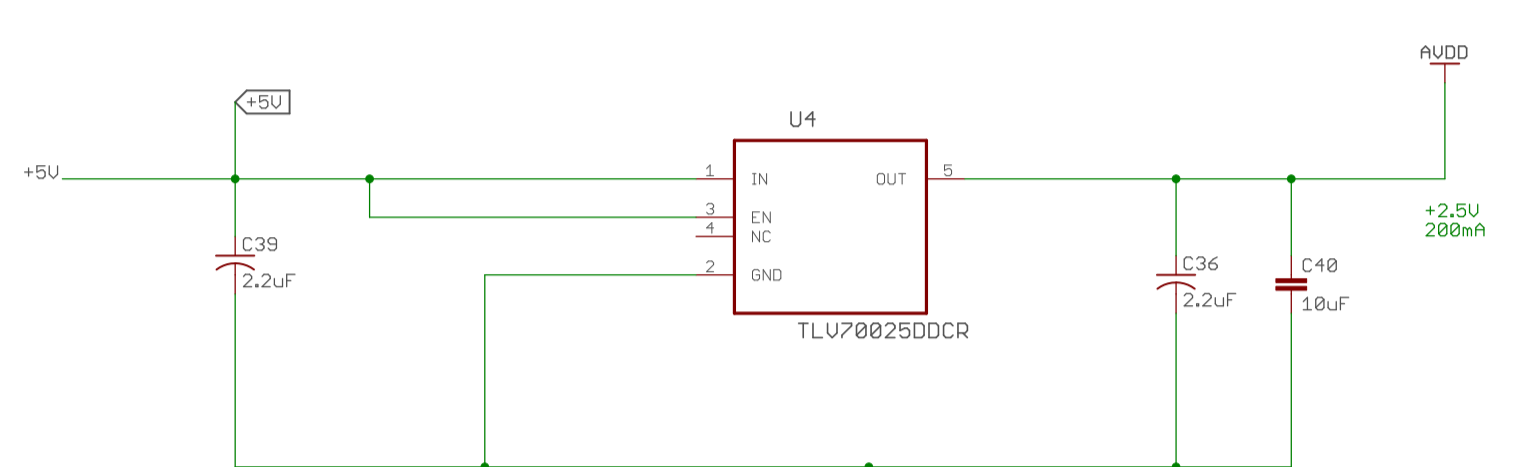 AVDD
+5V
U4
+5V
1
IN
OUT
5
3
EN
4
NC
+2.5V
200mA
C39
2.2uF
2
GND
C36
2.2uF
C40
10uF
TLV70025DDCR